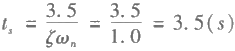 tₛ = 3.5/ζωₙ = 3.5/1.0 = 3.5(s)